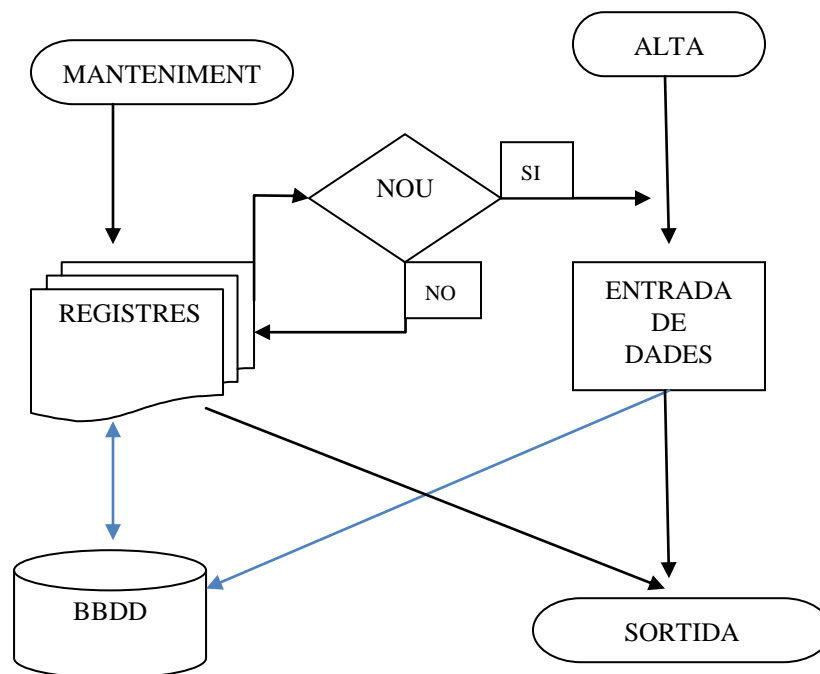 ALTA
MANTENIMENT
NOU
SI
NO
REGISTRES
ENTRADA
DE
DADES
BBDD
SORTIDA